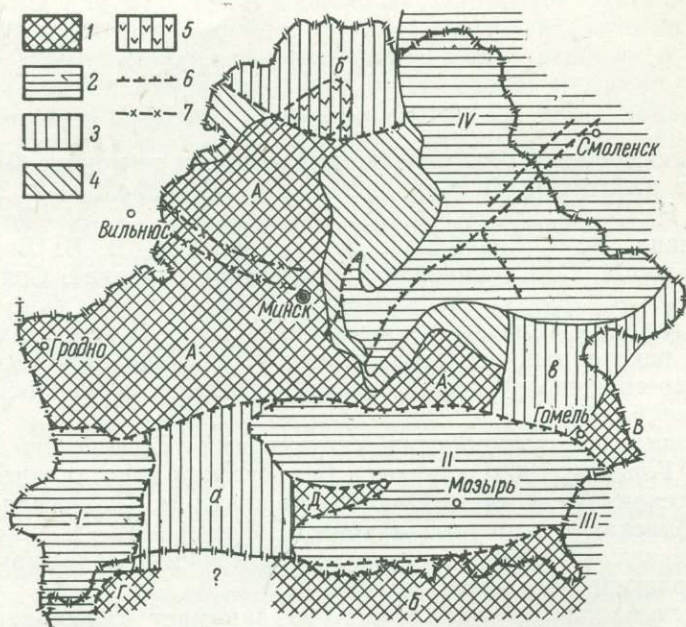 1 5
б
2 6
IV
7
3
Смоленск
4
А
Вильнюс
А
Минск
Гродно
А
А
в
Гомель
В
II
а
Д
Мозырь
I
III
?
Г
Б